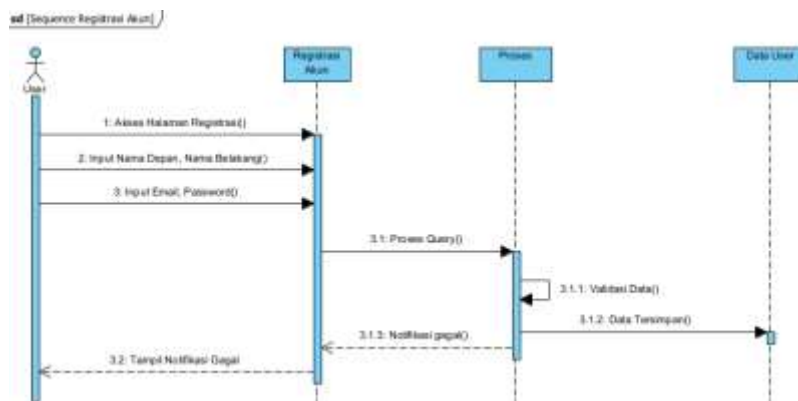 sd [Sequence Registrasi Akun]
User
Registrasi
Akun
Proses
Data User
1: Akses Halaman Registrasi()
2: Input Nama Depan, Nama Belakang()
3: Input Email, Password()
3.1: Proses Query()
3.1.1: Validasi Data()
3.1.2: Data Tersimpan()
3.1.3: Notifikasi gagal()
3.2: Tampil Notifikasi Gagal